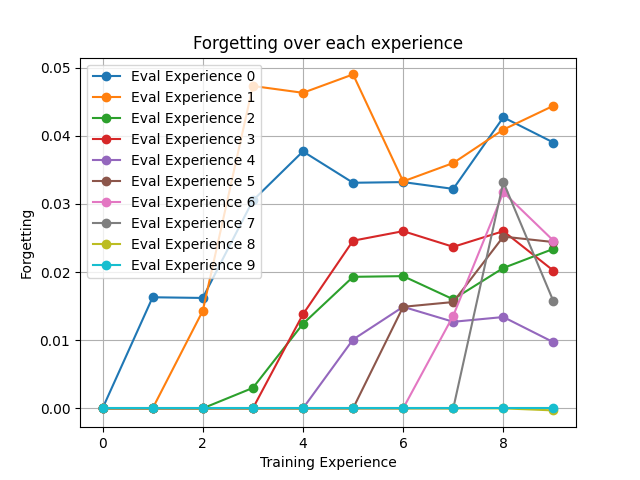 Forgetting over each experience
0.05
0.04
0.03
0.02
0.01
0.00
Forgetting
Eval Experience 0
Eval Experience 1
Eval Experience 2
Eval Experience 3
Eval Experience 4
Eval Experience 5
Eval Experience 6
Eval Experience 7
Eval Experience 8
Eval Experience 9
0 2 4 6 8
Training Experience